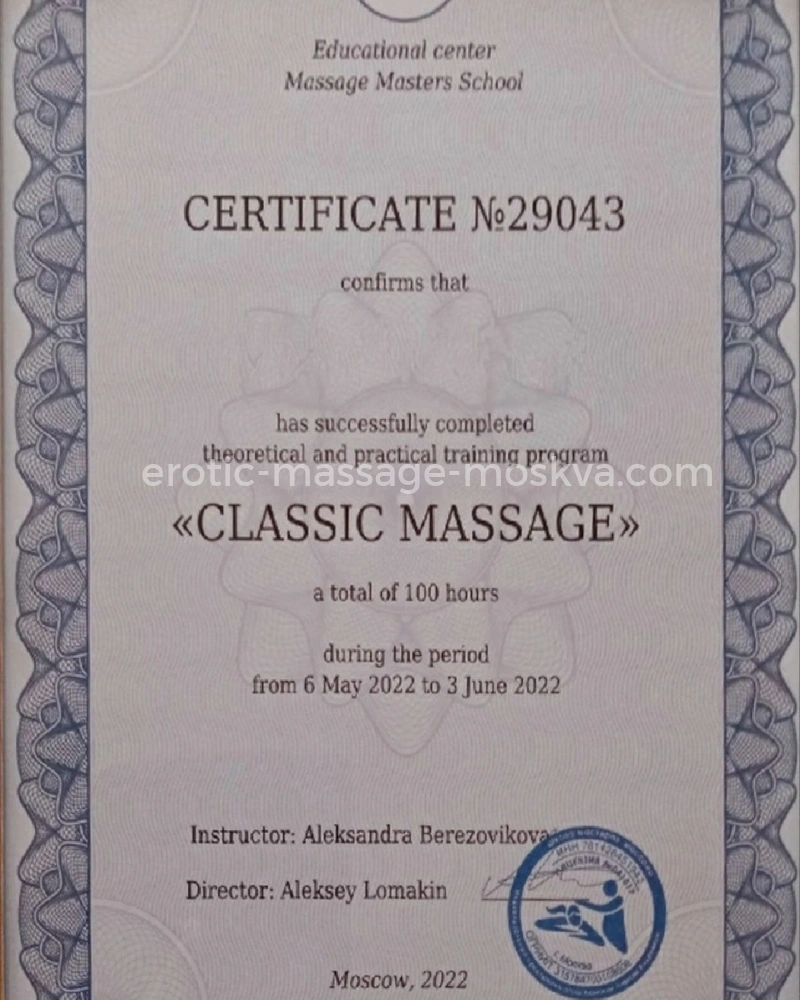 Educational center
Massage Masters School
CERTIFICATE №29043
confirms that
has successfully completed
theoretical and practical training program
erotic-massage-moskva.com
«CLASSIC MASSAGE»
a total of 100 hours
during the period
from 6 May 2022 to 3 June 2022
Instructor: Aleksandra Berezovikova
Director: Aleksey Lomakin
г. Москва
Moscow, 2022